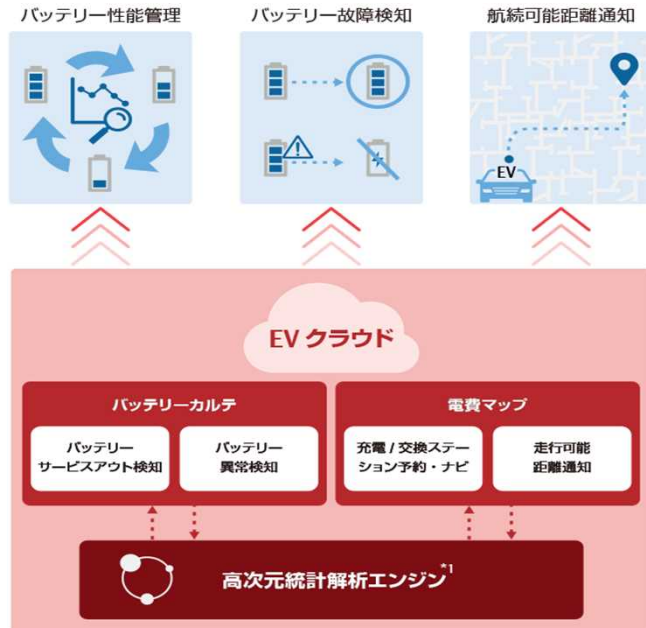 バッテリー性能管理
バッテリー故障検知
航続可能距離通知
EV
EV クラウド
バッテリーカルテ
電費マップ
バッテリー
サービスアウト検知
バッテリー
異常検知
充電 / 交換ステー
ション予約・ナビ
走行可能
距離通知
高次元統計解析エンジン*1